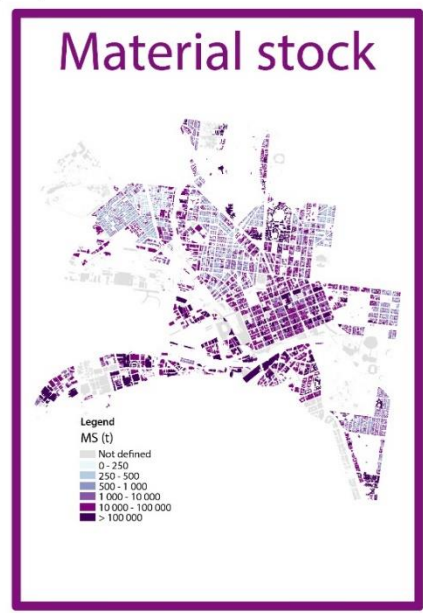 Material stock
Legend
MS (t)
Not defined
0 - 250
250 - 500
500 - 1 000
1 000 - 10 000
10 000 - 100 000
> 100 000